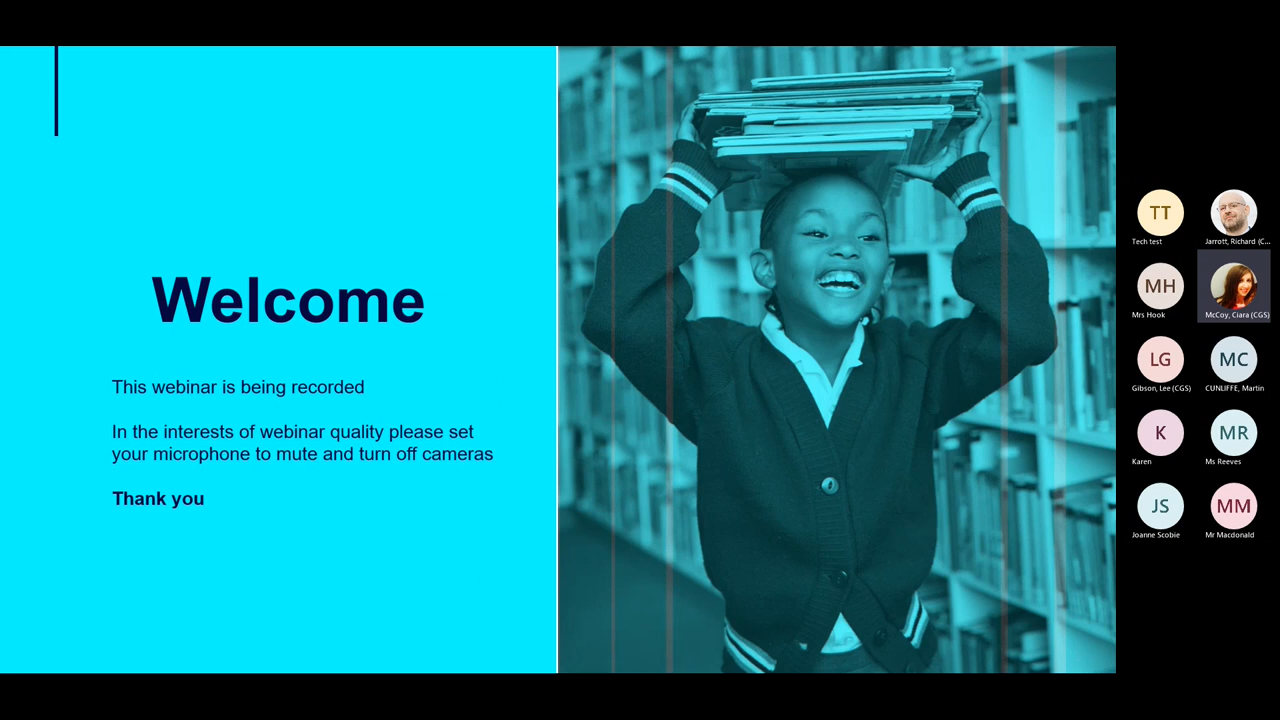 Welcome
This webinar is being recorded
In the interests of webinar quality please set
your microphone to mute and turn off cameras
Thank you
TT
Tech test
Jarrott, Richard (C...
MH
Mrs Hook
McCoy, Ciara (CGS)
LG
Gibson, Lee (CGS)
MC
CUNLIFFE, Martin
K
Karen
MR
Ms Reeves
JS
Joanne Scobie
MM
Mr Macdonald